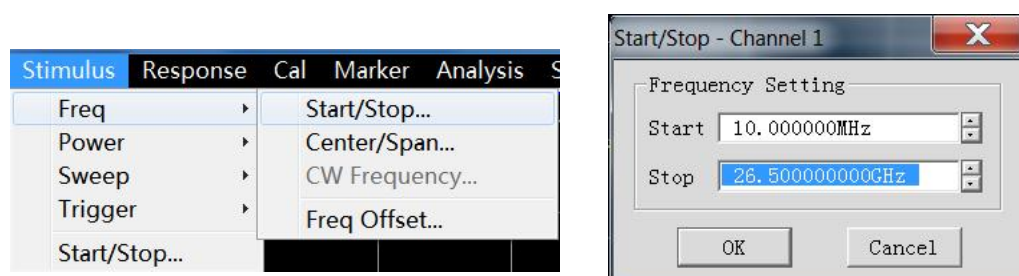 Stimulus Response Cal Marker Analysis
Freq
Power
Sweep
Trigger
Start/Stop...
Start/Stop...
Center/Span...
CW Frequency...
Freq Offset...
Start/Stop - Channel 1
Frequency Setting
Start 10.000000MHz
Stop 26.500000000GHz
OK Cancel